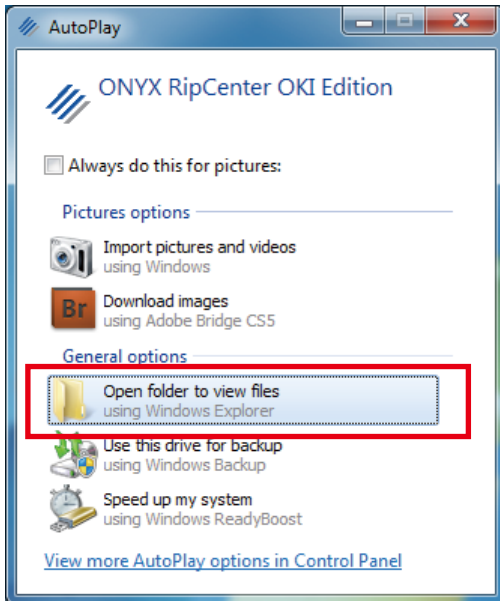 AutoPlay
ONYX RipCenter OKI Edition
Always do this for pictures:
Pictures options
Import pictures and videos
using Windows
Br
Download images
using Adobe Bridge CS5
General options
Open folder to view files
using Windows Explorer
Use this drive for backup
using Windows Backup
Speed up my system
using Windows ReadyBoost
View more AutoPlay options in Control Panel